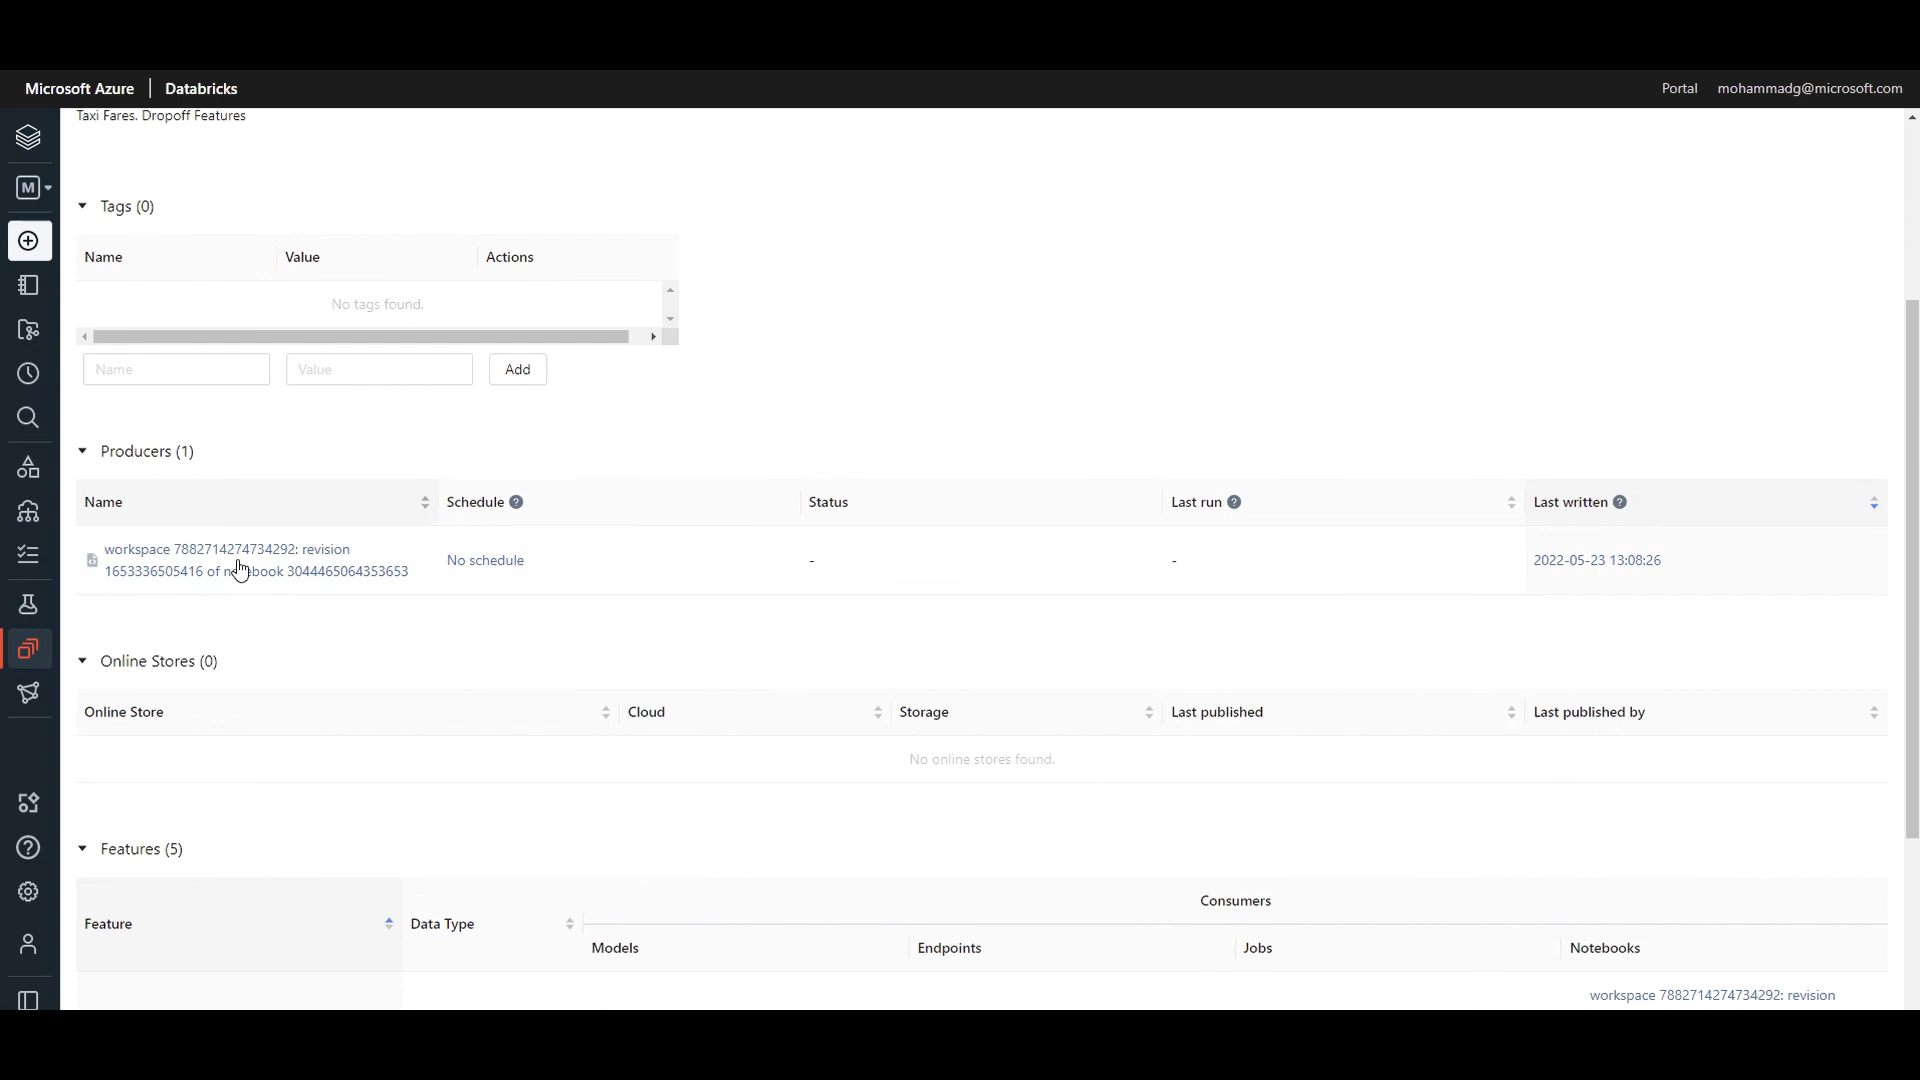 Microsoft Azure | Databricks
Portal mohammadg@microsoft.com
Taxi Fares. Dropoff Features
M
Tags (0)
Name Value Actions
No tags found.
Name Value Add
Producers (1)
Name Schedule ? Status Last run ? Last written ?
workspace 7882714274734292: revision
1653336505416 of notebook 3044465064353653
No schedule - - 2022-05-23 13:08:26
Online Stores (0)
Online Store Cloud Storage Last published Last published by
No online stores found.
Features (5)
Consumers
Feature Data Type
Models Endpoints Jobs Notebooks
workspace 7882714274734292: revision